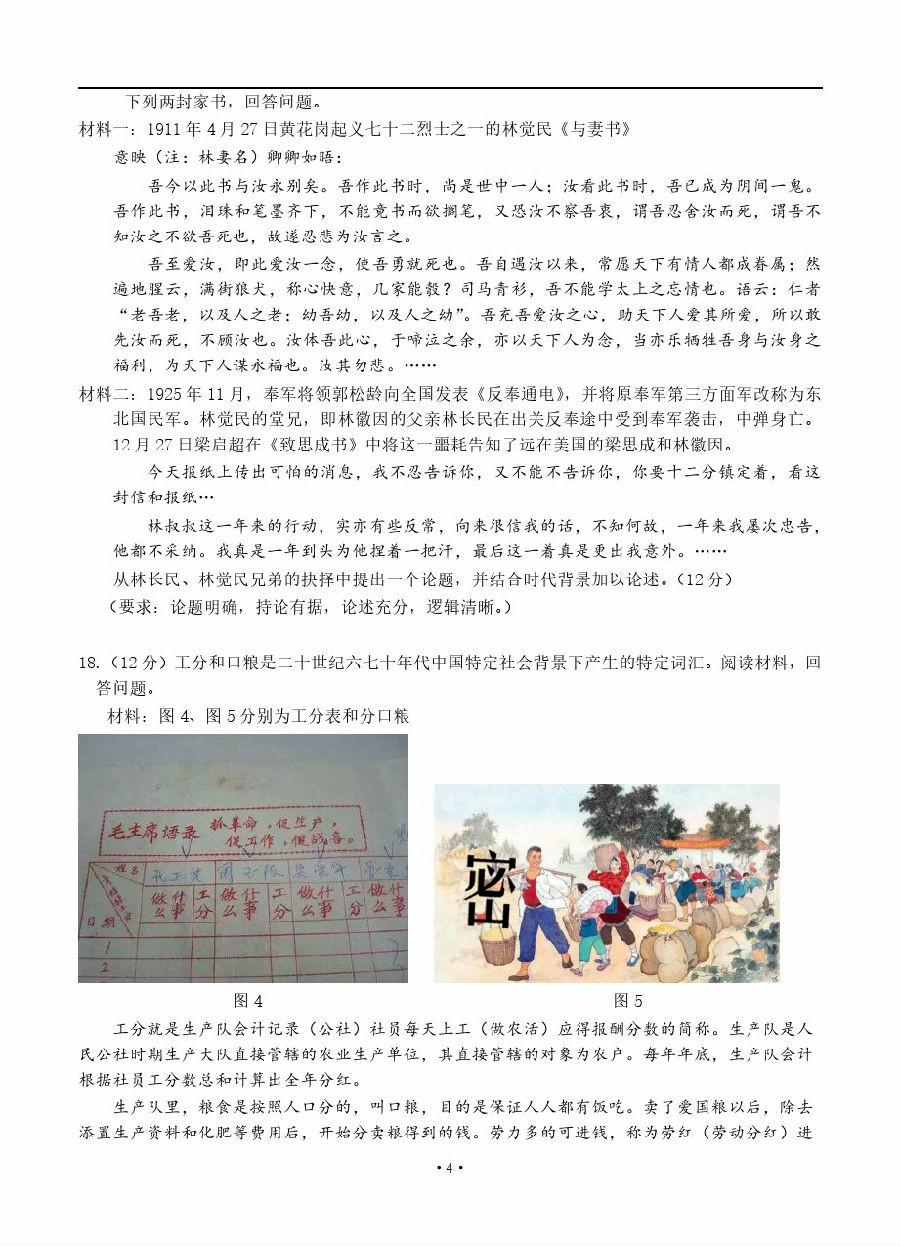 下列两封家书，回答问题。
材料一：1911 年 4 月 27 日黄花岗起义七十二烈士之一的林觉民《与妻书》
意映（注：林妻名）卿卿如晤：
吾今以此书与汝永别矣。吾作此书时，尚是世中一人；汝看此书时，吾已成为阴间一鬼。
吾作此书，泪珠和笔墨齐下，不能竟书而欲搁笔，又恐汝不察吾衷，谓吾忍舍汝而死，谓吾不
知汝之不欲吾死也，故遂忍悲为汝言之。
吾至爱汝，即此爱汝一念，使吾勇就死也。吾自遇汝以来，常愿天下有情人都成眷属；然
遍地腥云，满街狼犬，称心快意，几家能彀？司马青衫，吾不能学太上之忘情也。语云：仁者
“老吾老，以及人之老；幼吾幼，以及人之幼”。吾充吾爱汝之心，助天下人爱其所爱，所以敢
先汝而死，不顾汝也。汝体吾此心，于啼泣之余，亦以天下人为念，当亦乐牺牲吾身与汝身之
福利，为天下人谋永福也。汝其勿悲。……
材料二：1925 年 11 月，奉军将领郭松龄向全国发表《反奉通电》，并将原奉军第三方面军改称为东
北国民军。林觉民的堂兄，即林徽因的父亲林长民在出关反奉途中受到奉军袭击，中弹身亡。
12 月 27 日梁启超在《致思成书》中将这一噩耗告知了远在美国的梁思成和林徽因。
今天报纸上传出可怕的消息，我不忍告诉你，又不能不告诉你，你要十二分镇定着，看这
封信和报纸…
林叔叔这一年来的行动，实亦有些反常，向来很信我的话，不知何故，一年来我屡次忠告，
他都不采纳。我真是一年到头为他捏着一把汗，最后这一着真是更出我意外。……
从林长民、林觉民兄弟的抉择中提出一个论题，并结合时代背景加以论述。（12 分）
（要求：论题明确，持论有据，论述充分，逻辑清晰。）
18.（12 分）工分和口粮是二十世纪六七十年代中国特定社会背景下产生的特定词汇。阅读材料，回
答问题。
材料：图 4、图 5 分别为工分表和分口粮
毛主席语录 抓革命，促生产，
促工作，促战备。
姓名
做什么事 工分 做什么事 工分 做什么事 工分 做什么事
日期
1
2
密山
图 4
图 5
工分就是生产队会计记录（公社）社员每天上工（做农活）应得报酬分数的简称。生产队是人
民公社时期生产大队直接管辖的农业生产单位，其直接管辖的对象为农户。每年年底，生产队会计
根据社员工分数总和计算出全年分红。
生产队里，粮食是按照人口分的，叫口粮，目的是保证人人都有饭吃。卖了爱国粮以后，除去
添置生产资料和化肥等费用后，开始分卖粮得到的钱。劳力多的可进钱，称为劳红（劳动分红）进
·4·